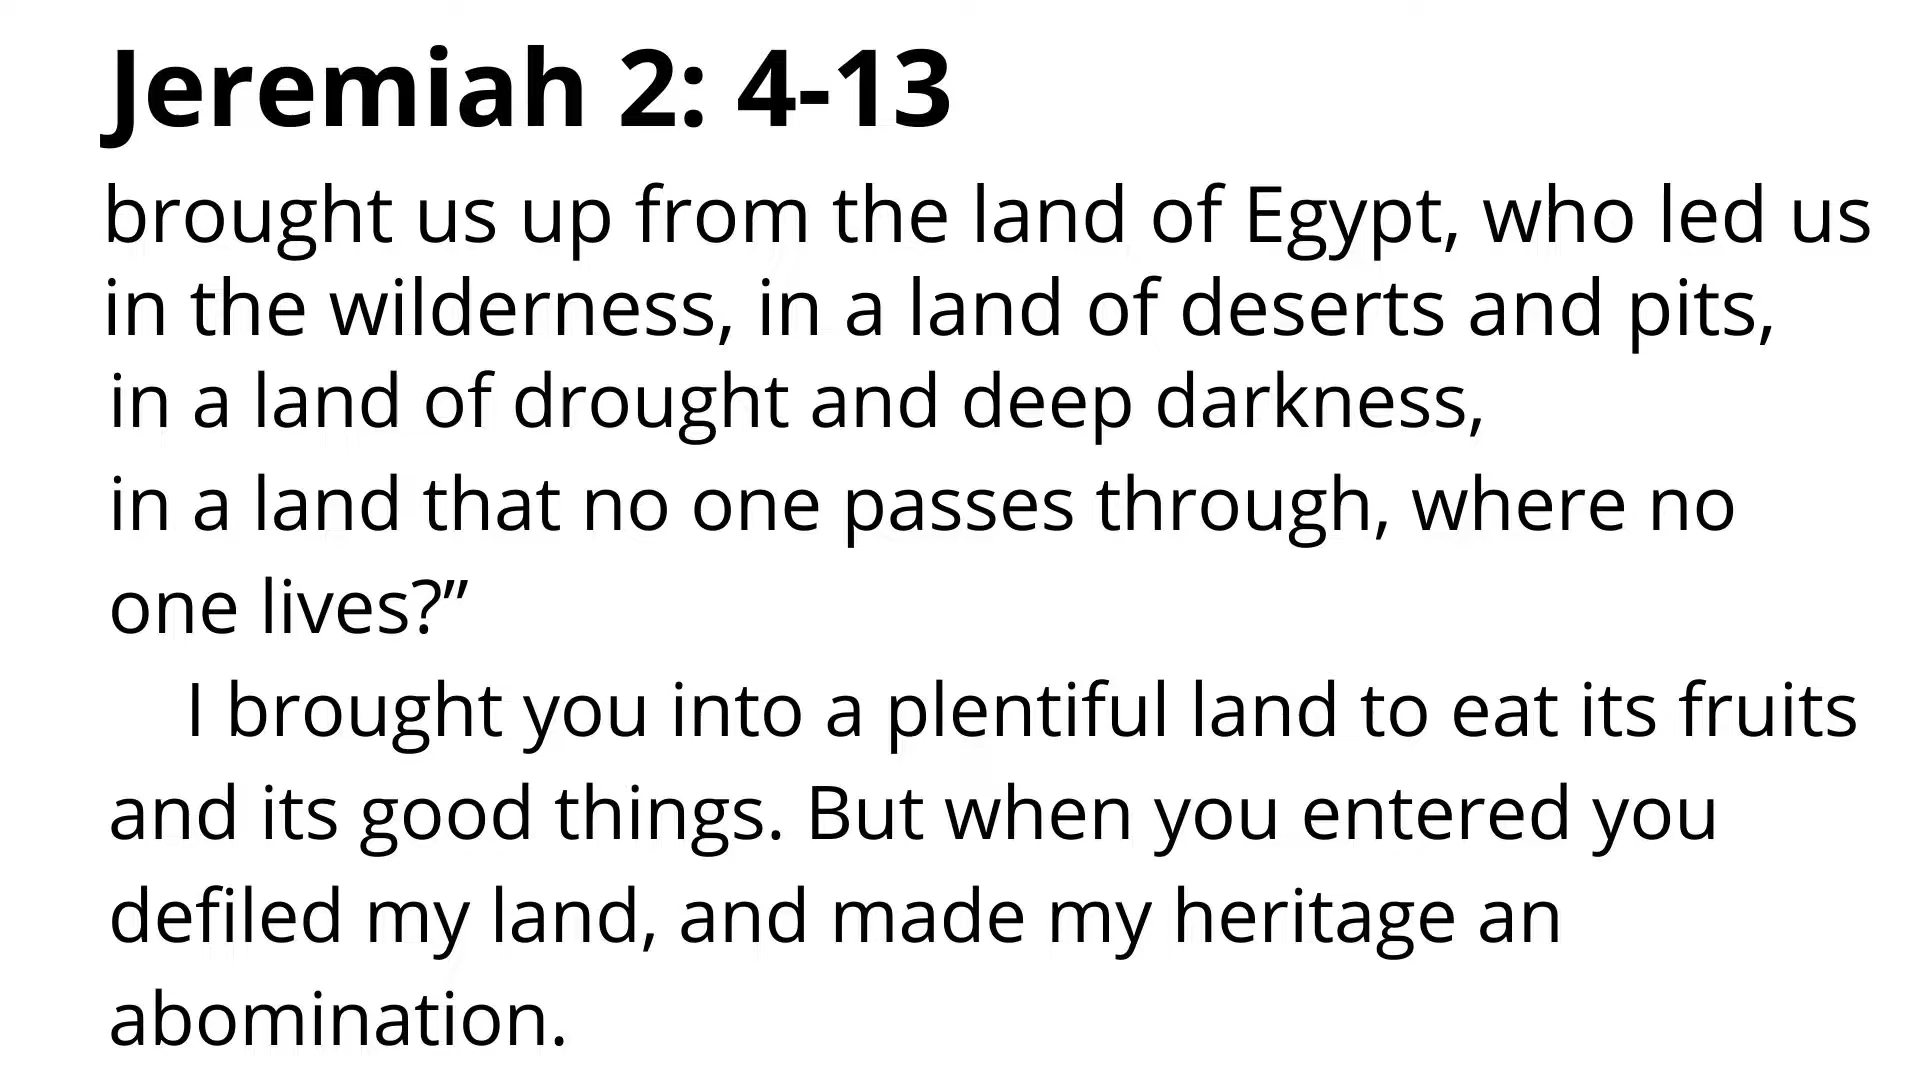 Jeremiah 2: 4-13
brought us up from the land of Egypt, who led us
in the wilderness, in a land of deserts and pits,
in a land of drought and deep darkness,
in a land that no one passes through, where no
one lives?”
I brought you into a plentiful land to eat its fruits
and its good things. But when you entered you
defiled my land, and made my heritage an
abomination.